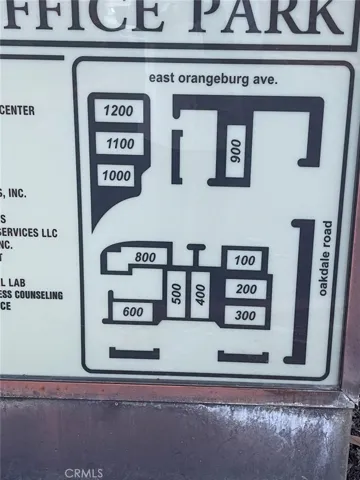 FFICE PARK
east orangeburg ave.
CENTER
S, INC.
S
SERVICES LLC
NC.
T
L LAB
ESS COUNSELING
CE
1200
1100
1000
900
800
100
200
300
500
400
600
oakdale road
CRMLS